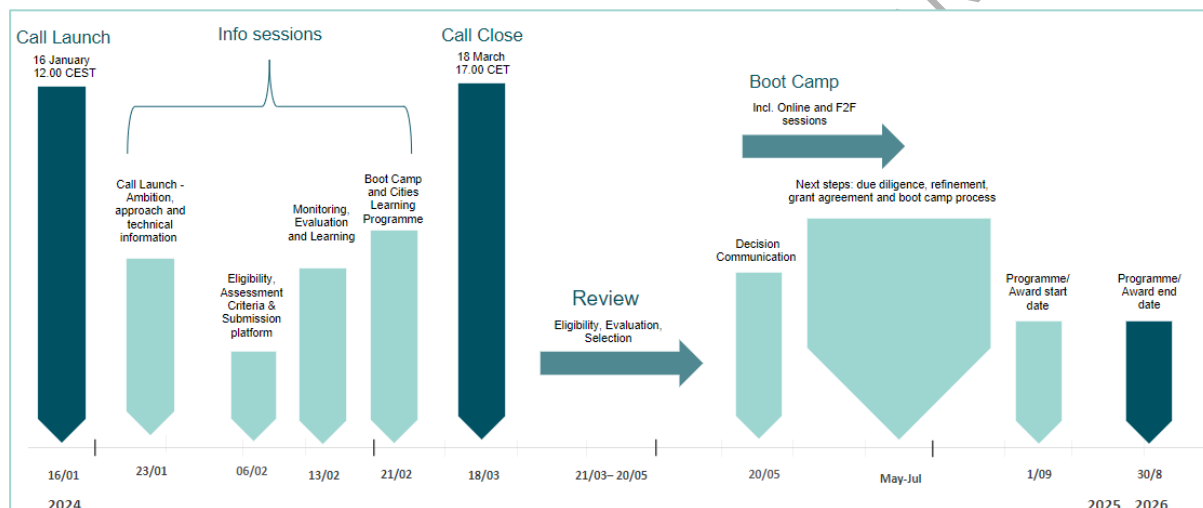 Call Launch
16 January
12.00 CEST
Info sessions
Call Close
18 March
17.00 CET
Boot Camp
Incl. Online and F2F
sessions
Call Launch -
Ambition,
approach and
technical
information
Eligibility,
Assessment
Criteria &
Submission
platform
Monitoring,
Evaluation
and Learning
Boot Camp
and Cities
Learning
Programme
Review
Eligibility, Evaluation,
Selection
Decision
Communication
Next steps: due diligence, refinement,
grant agreement and boot camp process
Programme/
Award start
date
Programme/
Award end
date
16/01
23/01
06/02
13/02
21/02
18/03
21/03– 20/05
20/05
May-Jul
1/09
30/8
2024
2025
2026